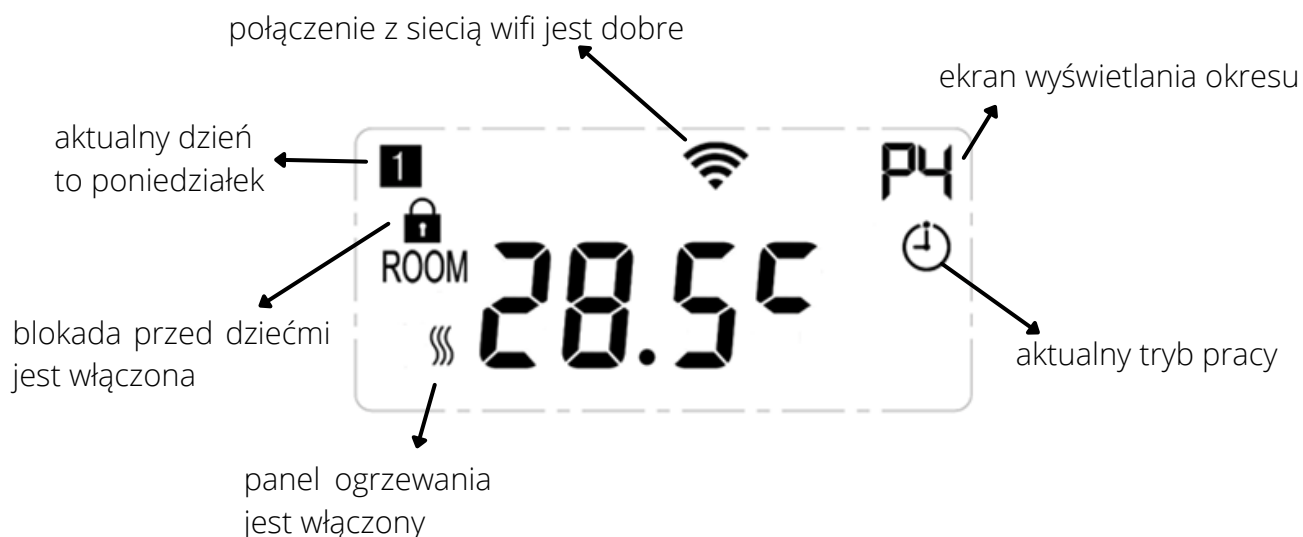 połączenie z siecią wifi jest dobre
ekran wyświetlania okresu
aktualny dzień
to poniedziałek
1
P4
ROOM
28.5c
blokada przed dziećmi
jest włączona
aktualny tryb pracy
panel ogrzewania
jest włączony